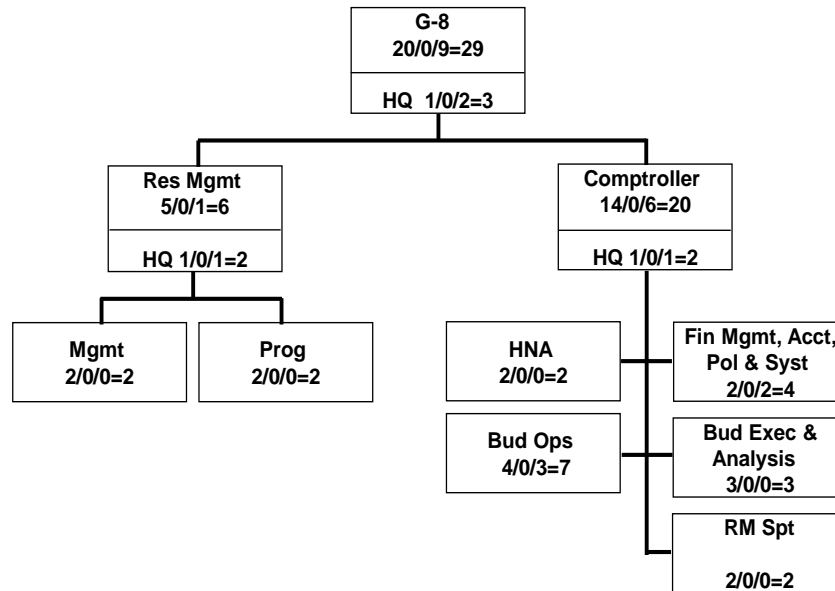 G-8
20/0/9=29
HQ 1/0/2=3
Res Mgmt
5/0/1=6
HQ 1/0/1=2
Comptroller
14/0/6=20
HQ 1/0/1=2
Mgmt
2/0/0=2
Prog
2/0/0=2
HNA
2/0/0=2
Fin Mgmt, Acct,
Pol & Syst
2/0/2=4
Bud Ops
4/0/3=7
Bud Exec &
Analysis
3/0/0=3
RM Spt
2/0/0=2